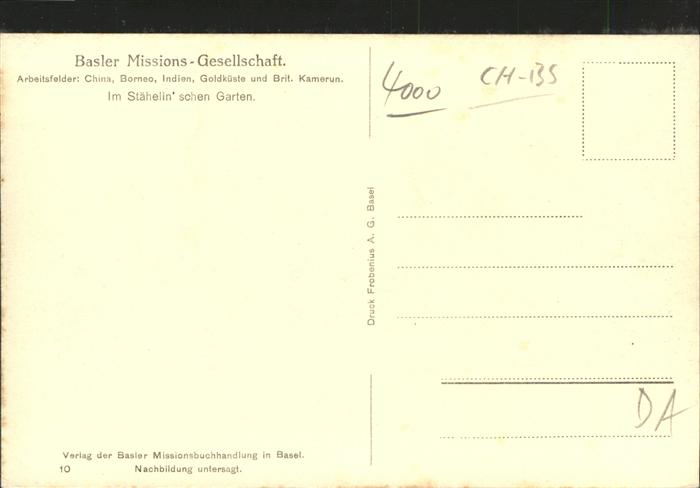 Basler Missions-Gesellschaft.
Arbeitsfelder: China, Borneo, Indien, Goldküste und Brit. Kamerun.
Im Stähelin'schen Garten.
4000
CH-BS
Druck Frobenius A. G. Basel
DA
Verlag der Basler Missionsbuchhandlung in Basel.
10 Nachbildung untersagt.